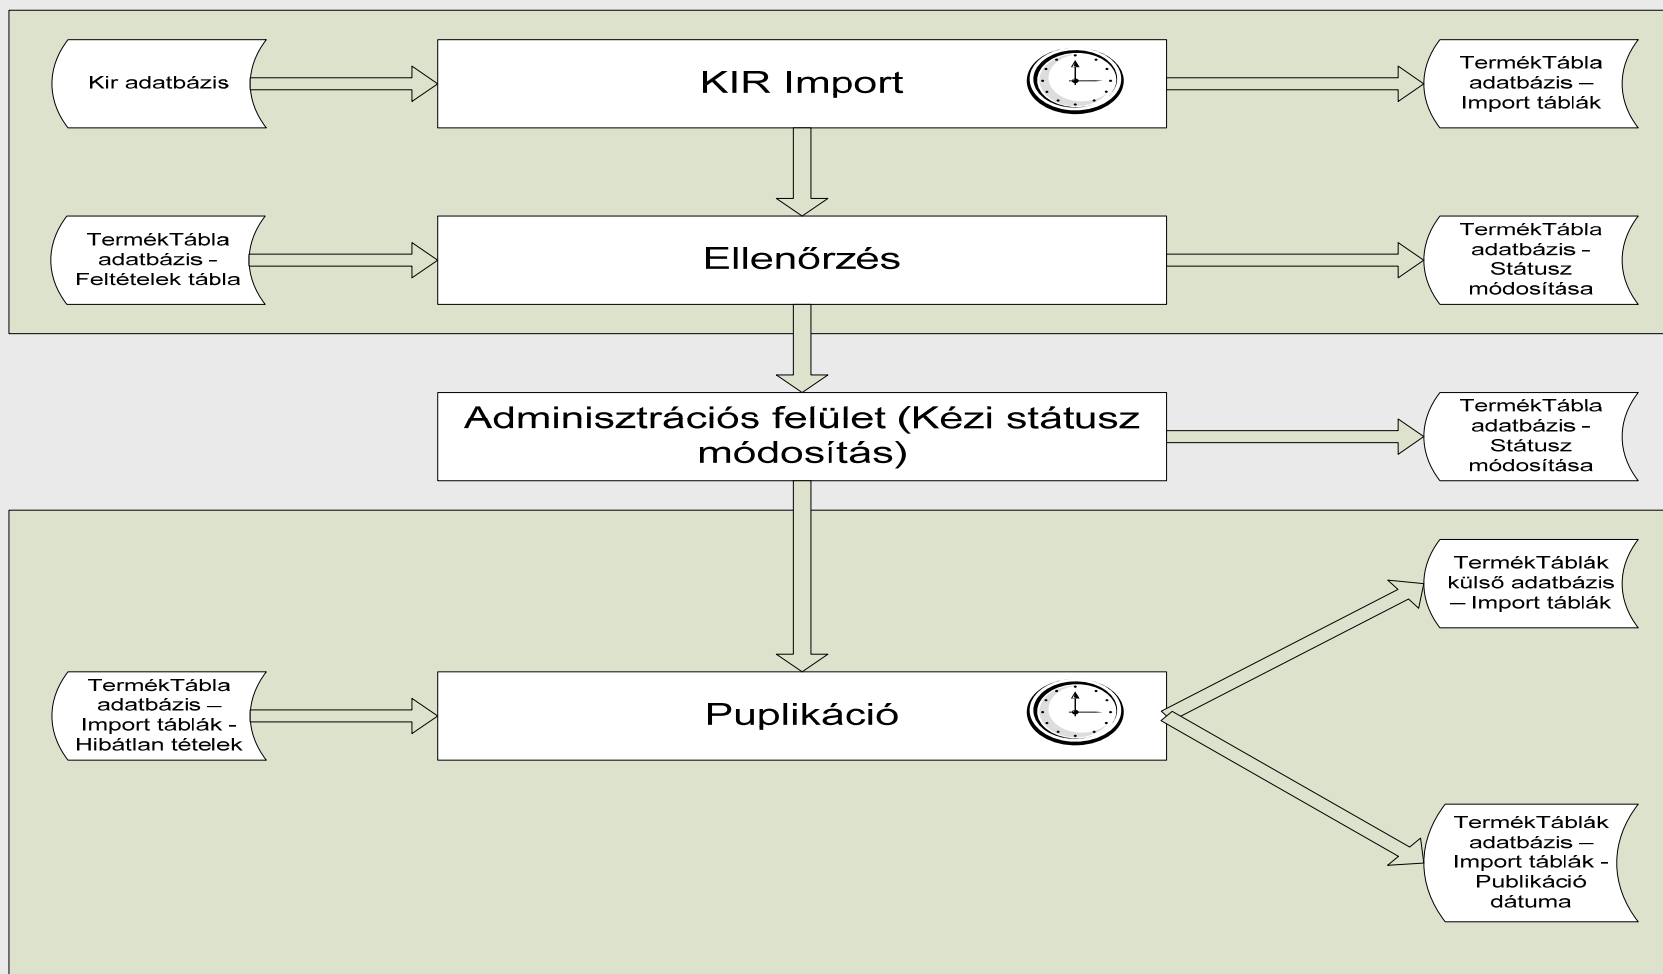 Kir adatbázis
KIR Import
TermékTábla
adatbázis –
Import táblák
TermékTábla
adatbázis -
Feltételek tábla
Ellenőrzés
TermékTábla
adatbázis -
Státusz
módosítása
Adminisztrációs felület (Kézi státusz
módosítás)
TermékTábla
adatbázis -
Státusz
módosítása
TermékTáblák
külső adatbázis
– Import táblák
TermékTábla
adatbázis –
Import táblák -
Hibátlan tételek
Puplikáció
TermékTáblák
adatbázis –
Import táblák -
Publikáció
dátuma